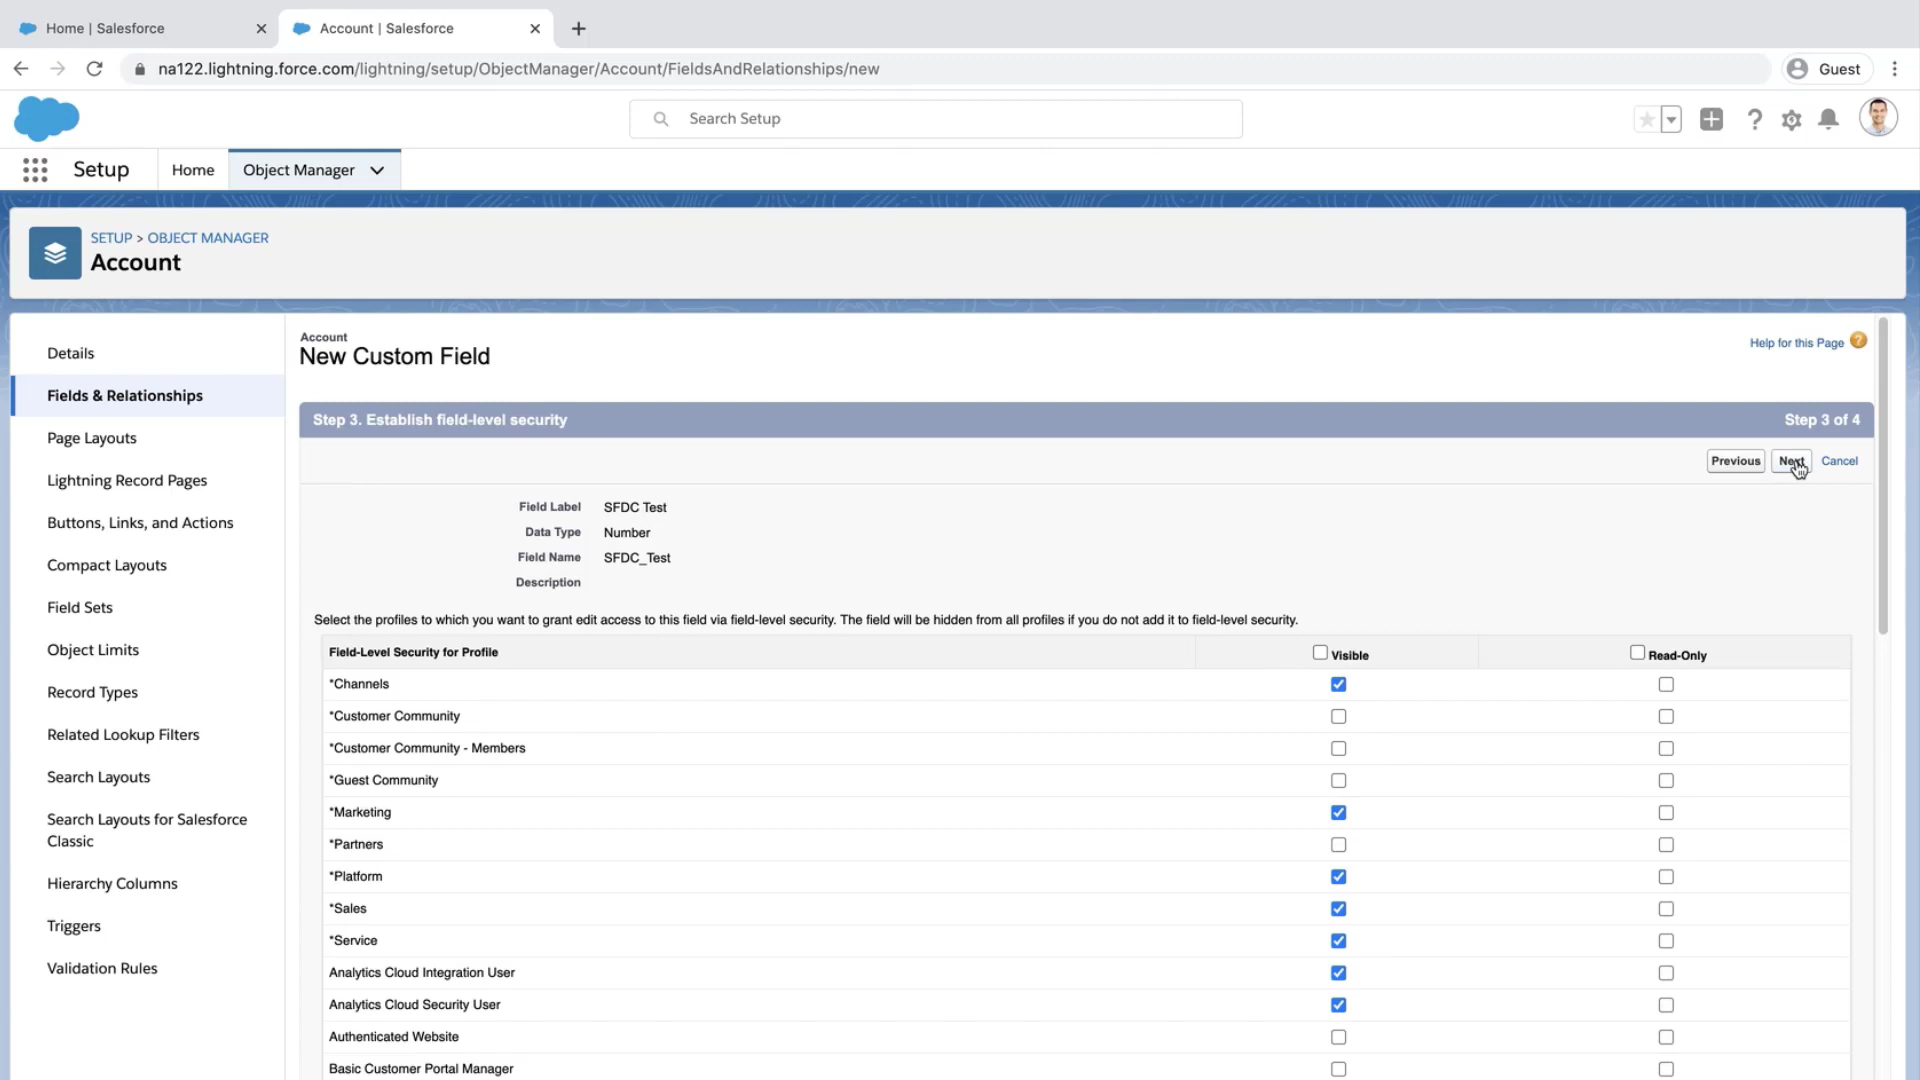 Home | Salesforce
Account | Salesforce
na122.lightning.force.com/lightning/setup/ObjectManager/Account/FieldsAndRelationships/new
Guest
Search Setup
Setup
Home
Object Manager
SETUP > OBJECT MANAGER
Account
Details
Fields & Relationships
Page Layouts
Lightning Record Pages
Buttons, Links, and Actions
Compact Layouts
Field Sets
Object Limits
Record Types
Related Lookup Filters
Search Layouts
Search Layouts for Salesforce
Classic
Hierarchy Columns
Triggers
Validation Rules
Account
New Custom Field
Help for this Page ?
Step 3. Establish field-level security
Step 3 of 4
Previous
Next
Cancel
Field Label SFDC Test
Data Type Number
Field Name SFDC_Test
Description
Select the profiles to which you want to grant edit access to this field via field-level security. The field will be hidden from all profiles if you do not add it to field-level security.
Field-Level Security for Profile Visible Read-Only
*Channels
*Customer Community
*Customer Community - Members
*Guest Community
*Marketing
*Partners
*Platform
*Sales
*Service
Analytics Cloud Integration User
Analytics Cloud Security User
Authenticated Website
Basic Customer Portal Manager